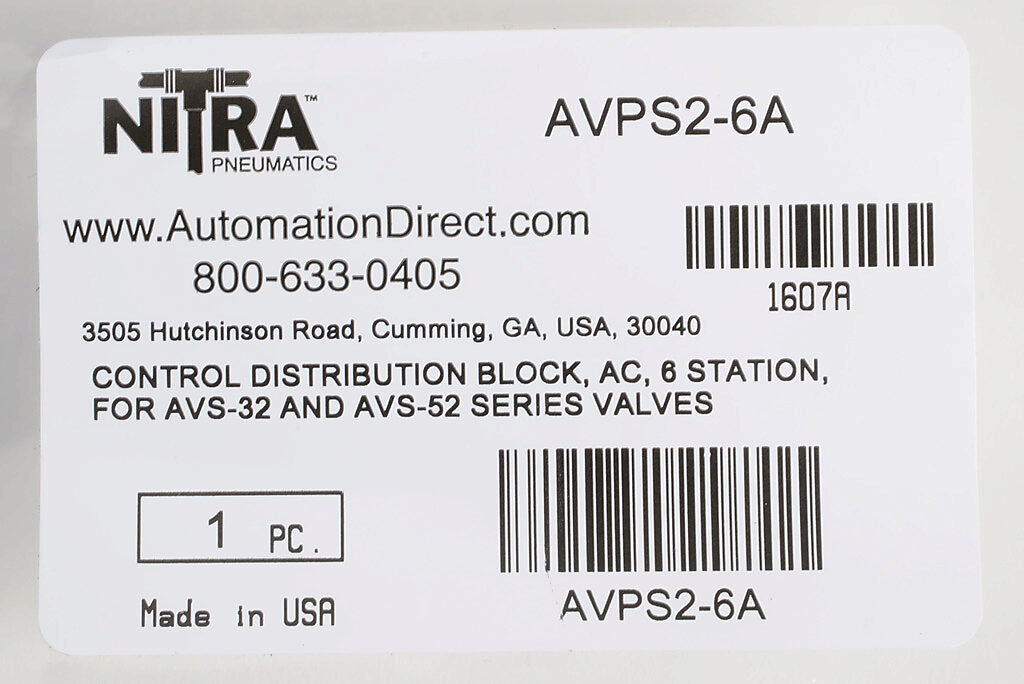 NITRA™
PNEUMATICS
AVPS2-6A
www.AutomationDirect.com
800-633-0405
1607A
3505 Hutchinson Road, Cumming, GA, USA, 30040
CONTROL DISTRIBUTION BLOCK, AC, 6 STATION,
FOR AVS-32 AND AVS-52 SERIES VALVES
1 PC.
Made in USA
AVPS2-6A